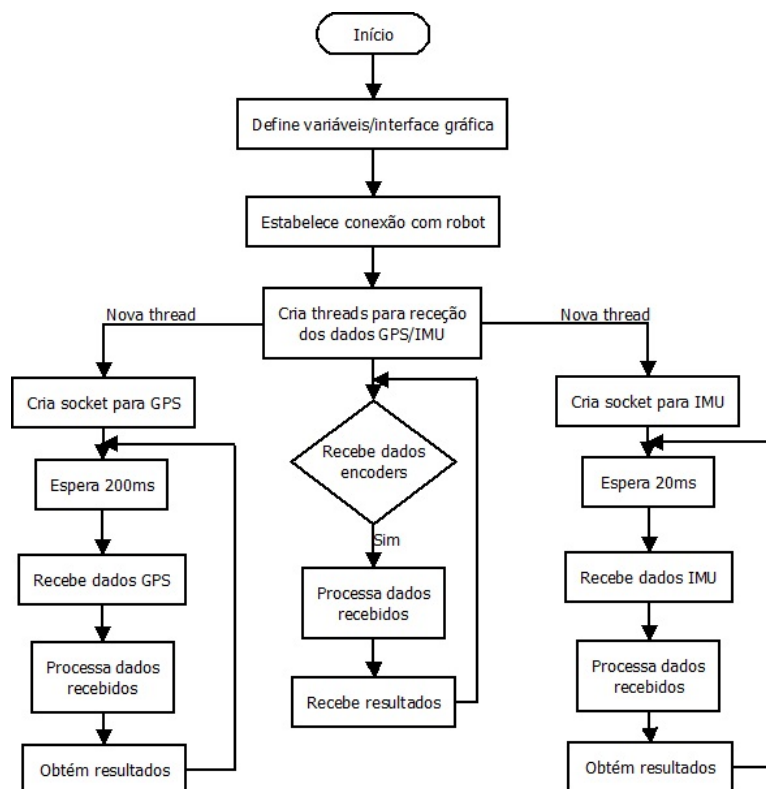 Início
Define variáveis/interface gráfica
Estabelece conexão com robot
Nova thread
Cria threads para receção
dos dados GPS/IMU
Nova thread
Cria socket para GPS
Espera 200ms
Recebe dados GPS
Processa dados
recebidos
Obtém resultados
Recebe dados
encoders
Sim
Processa dados
recebidos
Recebe resultados
Cria socket para IMU
Espera 20ms
Recebe dados IMU
Processa dados
recebidos
Obtém resultados